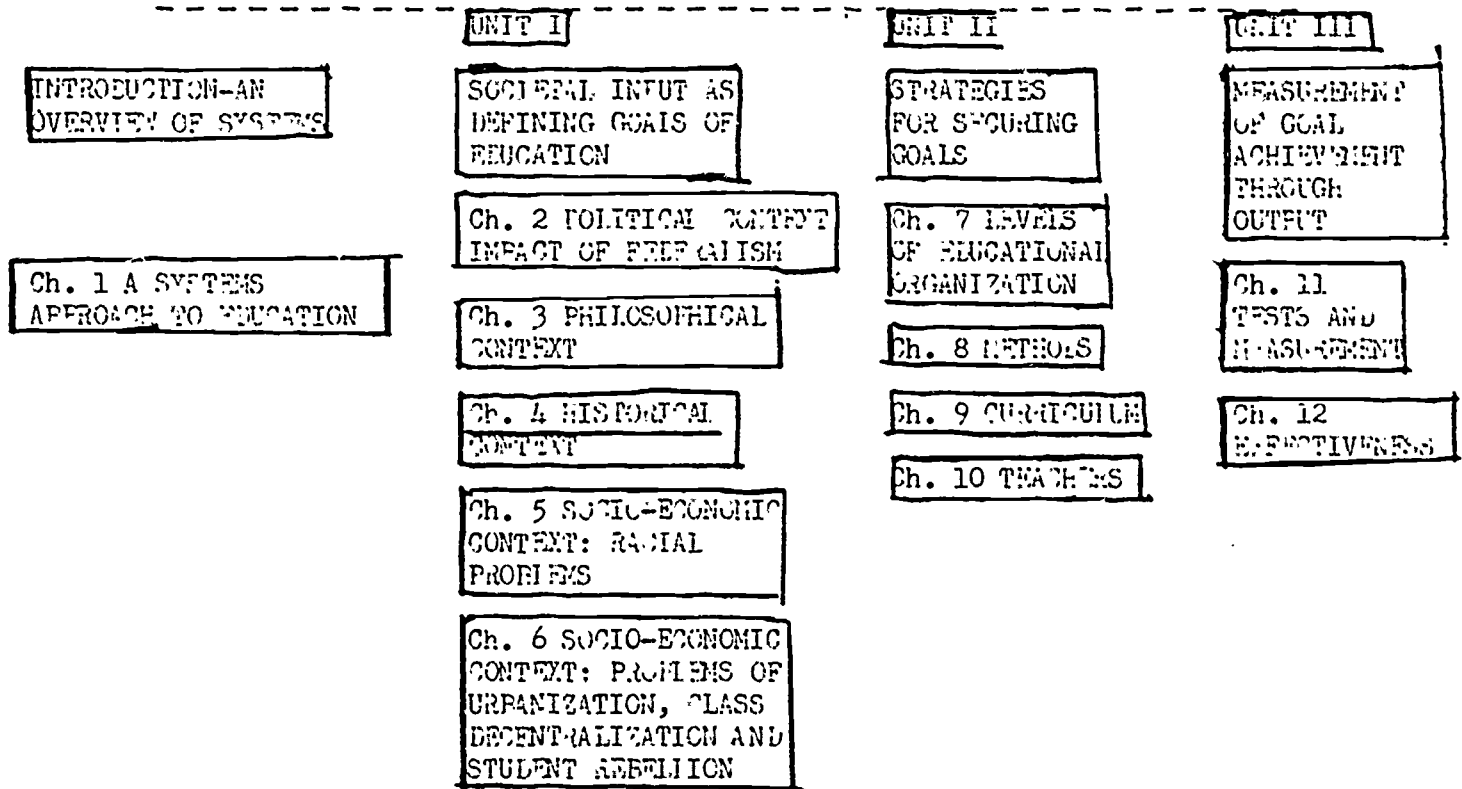 UNIT I
UNIT II
UNIT III
INTRODUCTION-AN
OVERVIEW OF SYSTEMS
Ch. 1 A SYSTEMS
APPROACH TO EDUCATION
SOCIETAL INPUT AS
DEFINING GOALS OF
EDUCATION
Ch. 2 POLITICAL CONTEXT
IMPACT OF FEDERALISM
Ch. 3 PHILOSOPHICAL
CONTEXT
Ch. 4 HISTORICAL
CONTEXT
Ch. 5 SOCIO-ECONOMIC
CONTEXT: RACIAL
PROBLEMS
Ch. 6 SOCIO-ECONOMIC
CONTEXT: PROBLEMS OF
URBANIZATION, CLASS
DECENTRALIZATION AND
STUDENT REBELLION
STRATEGIES
FOR SECURING
GOALS
Ch. 7 LEVELS
OF EDUCATIONAL
ORGANIZATION
Ch. 8 METHODS
Ch. 9 CURRICULUM
Ch. 10 TEACHERS
MEASUREMENT
OF GOAL
ACHIEVEMENT
THROUGH
OUTPUT
Ch. 11
TESTS AND
MEASUREMENT
Ch. 12
EFFECTIVENESS